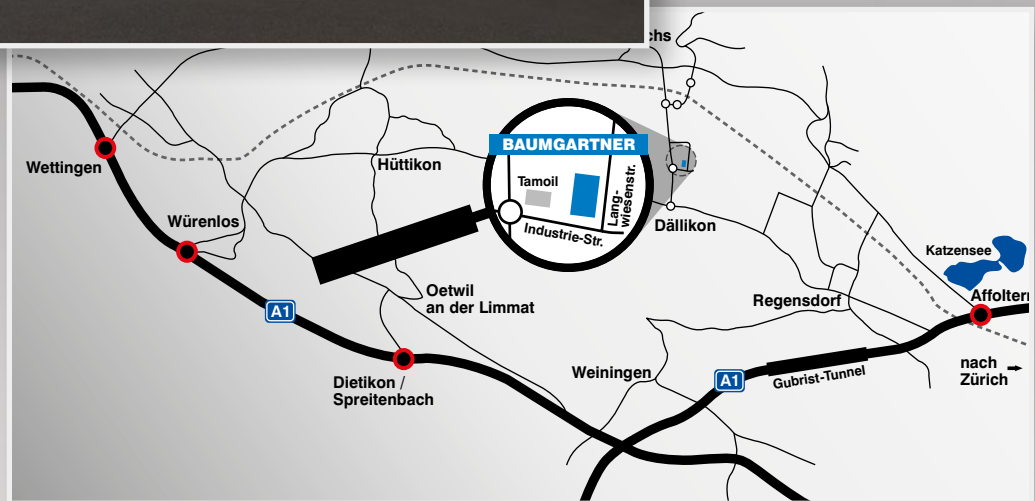 chs
BAUMGARTNER
Wettingen
Hüttikon
Tamoil
Lang-
wiesenstr.
Würenlos
Industrie-Str.
Dällikon
Katzensee
A1
Oetwil
an der Limmat
Regensdorf
Affoltern
Dietikon /
Spreitenbach
Weiningen
A1
Gubrist-Tunnel
nach
Zürich